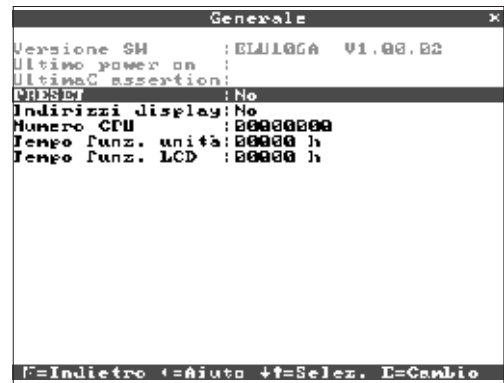 Generale x
Versione SW : ELU10GA V1.00.02
Ultimo power on :
UltimaC assertion:
PRESET : No
Indirizzi display: No
Numero CPU : 00000000
Tempo funz. unità: 00000 h
Tempo funz. LCD : 00000 h
F=Indietro ←=Aiuto ↓↑=Selez. E=Cambio